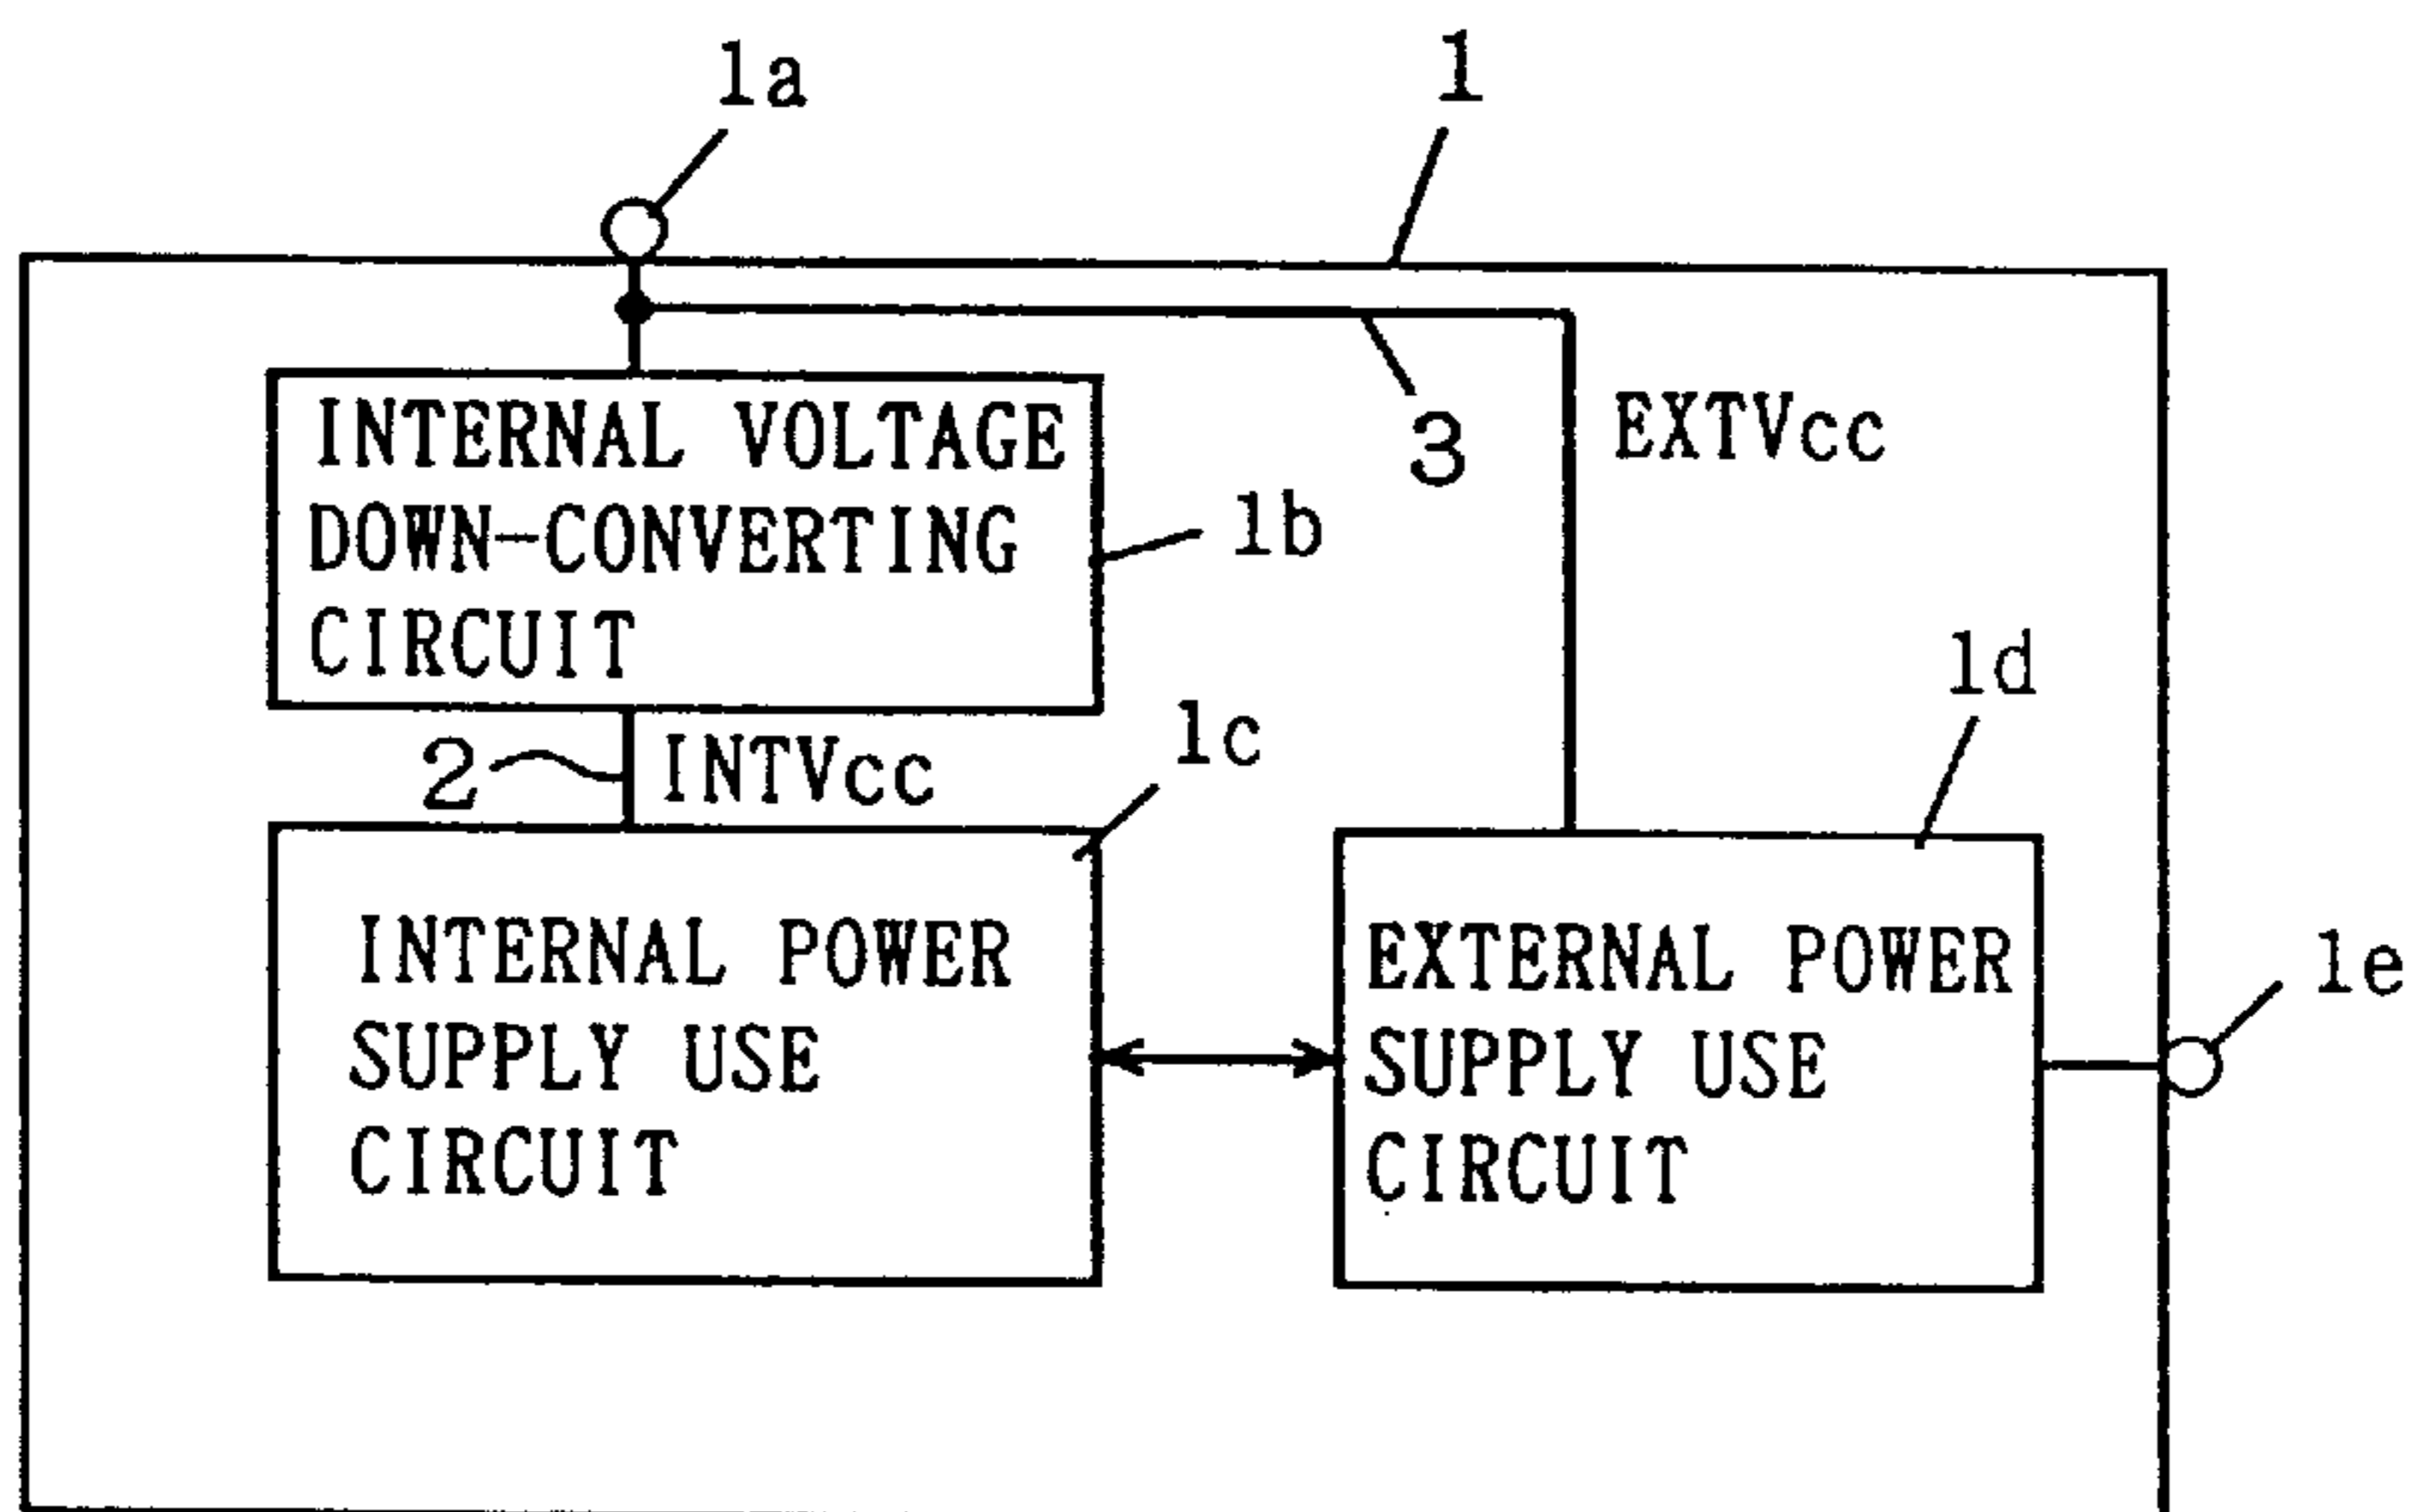 1a
1
INTERNAL VOLTAGE
DOWN-CONVERTING
CIRCUIT
1b
3
EXTVcc
2
INTVcc
1c
1d
INTERNAL POWER
SUPPLY USE
CIRCUIT
EXTERNAL POWER
SUPPLY USE
CIRCUIT
1e